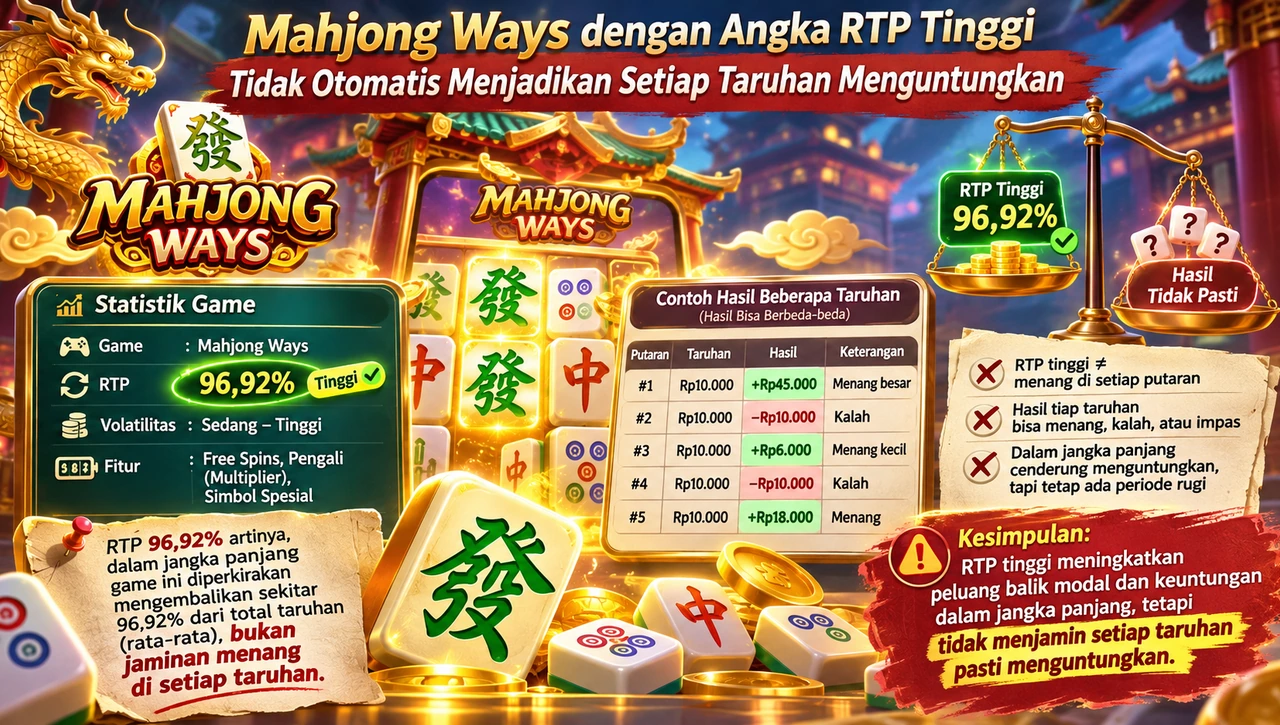 Mahjong Ways dengan Angka RTP Tinggi
Tidak Otomatis Menjadikan Setiap Taruhan Menguntungkan
發
MAHJONG
WAYS
MAHJONG
WAYS
Statistik Game
Game : Mahjong Ways
RTP 96,92% Tinggi
Volatilitas : Sedang – Tinggi
Fitur : Free Spins, Pengali
(Multiplier),
Simbol Spesial
RTP 96,92% artinya,
dalam jangka panjang
game ini diperkirakan
mengembalikan sekitar
96,92% dari total taruhan
(rata-rata), bukan
jaminan menang
di setiap taruhan.
發
發
中
發
中
中
發
中
Contoh Hasil Beberapa Taruhan
(Hasil Bisa Berbeda-beda)
Putaran Taruhan Hasil Keterangan
#1 Rp10.000 +Rp45.000 Menang besar
#2 Rp10.000 –Rp10.000 Kalah
#3 Rp10.000 +Rp6.000 Menang kecil
#4 Rp10.000 –Rp10.000 Kalah
#5 Rp10.000 +Rp18.000 Menang
RTP Tinggi
96,92%
? ? ?
Hasil
Tidak Pasti
RTP tinggi ≠
menang di setiap putaran
Hasil tiap taruhan
bisa menang, kalah, atau impas
Dalam jangka panjang
cenderung menguntungkan,
tapi tetap ada periode rugi
Kesimpulan:
RTP tinggi meningkatkan
peluang balik modal dan keuntungan
dalam jangka panjang, tetapi
tidak menjamin setiap taruhan
pasti menguntungkan.